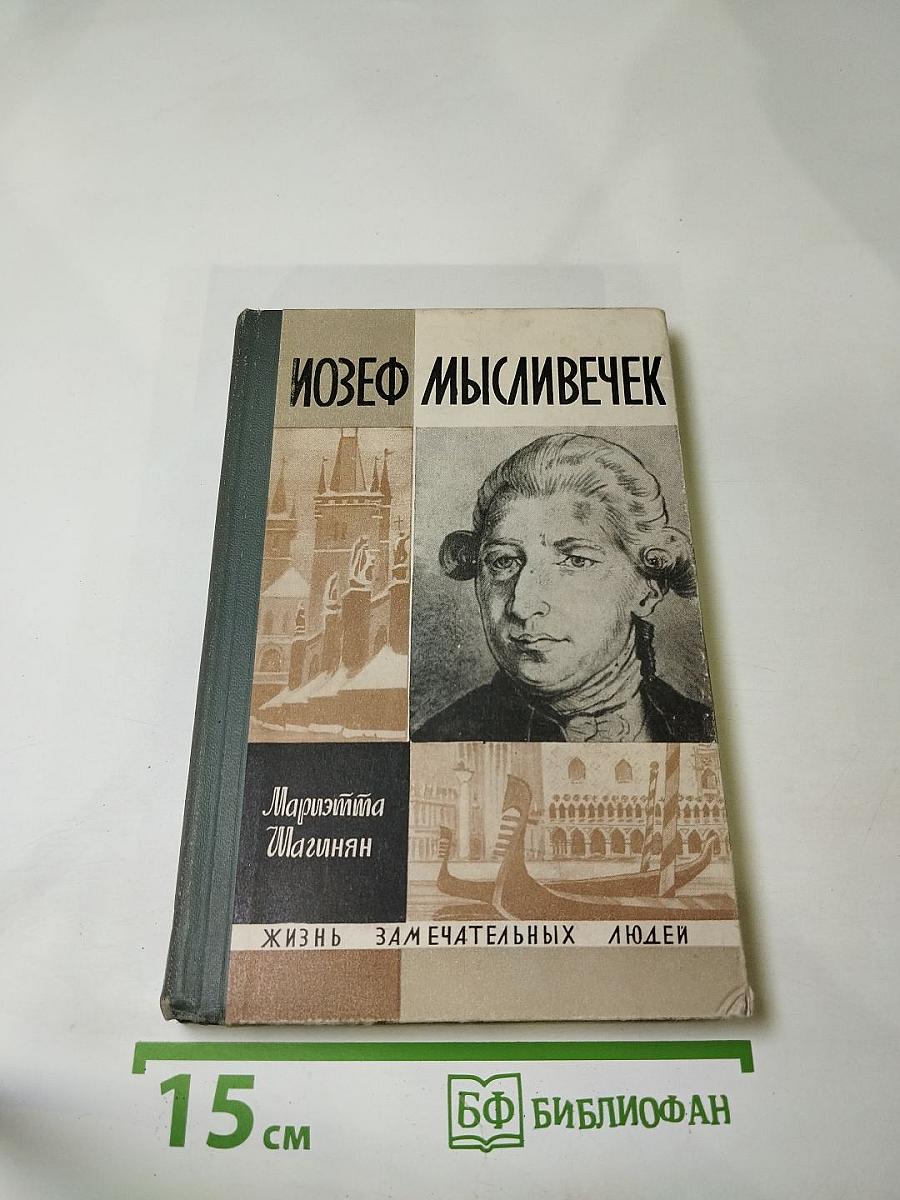 ИОЗЕФ МЫСЛИВЕЧЕК
Мариэтта
Шагинян
ЖИЗНЬ ЗАМЕЧАТЕЛЬНЫХ ЛЮДЕЙ
15 см
БФ БИБЛИОФАН